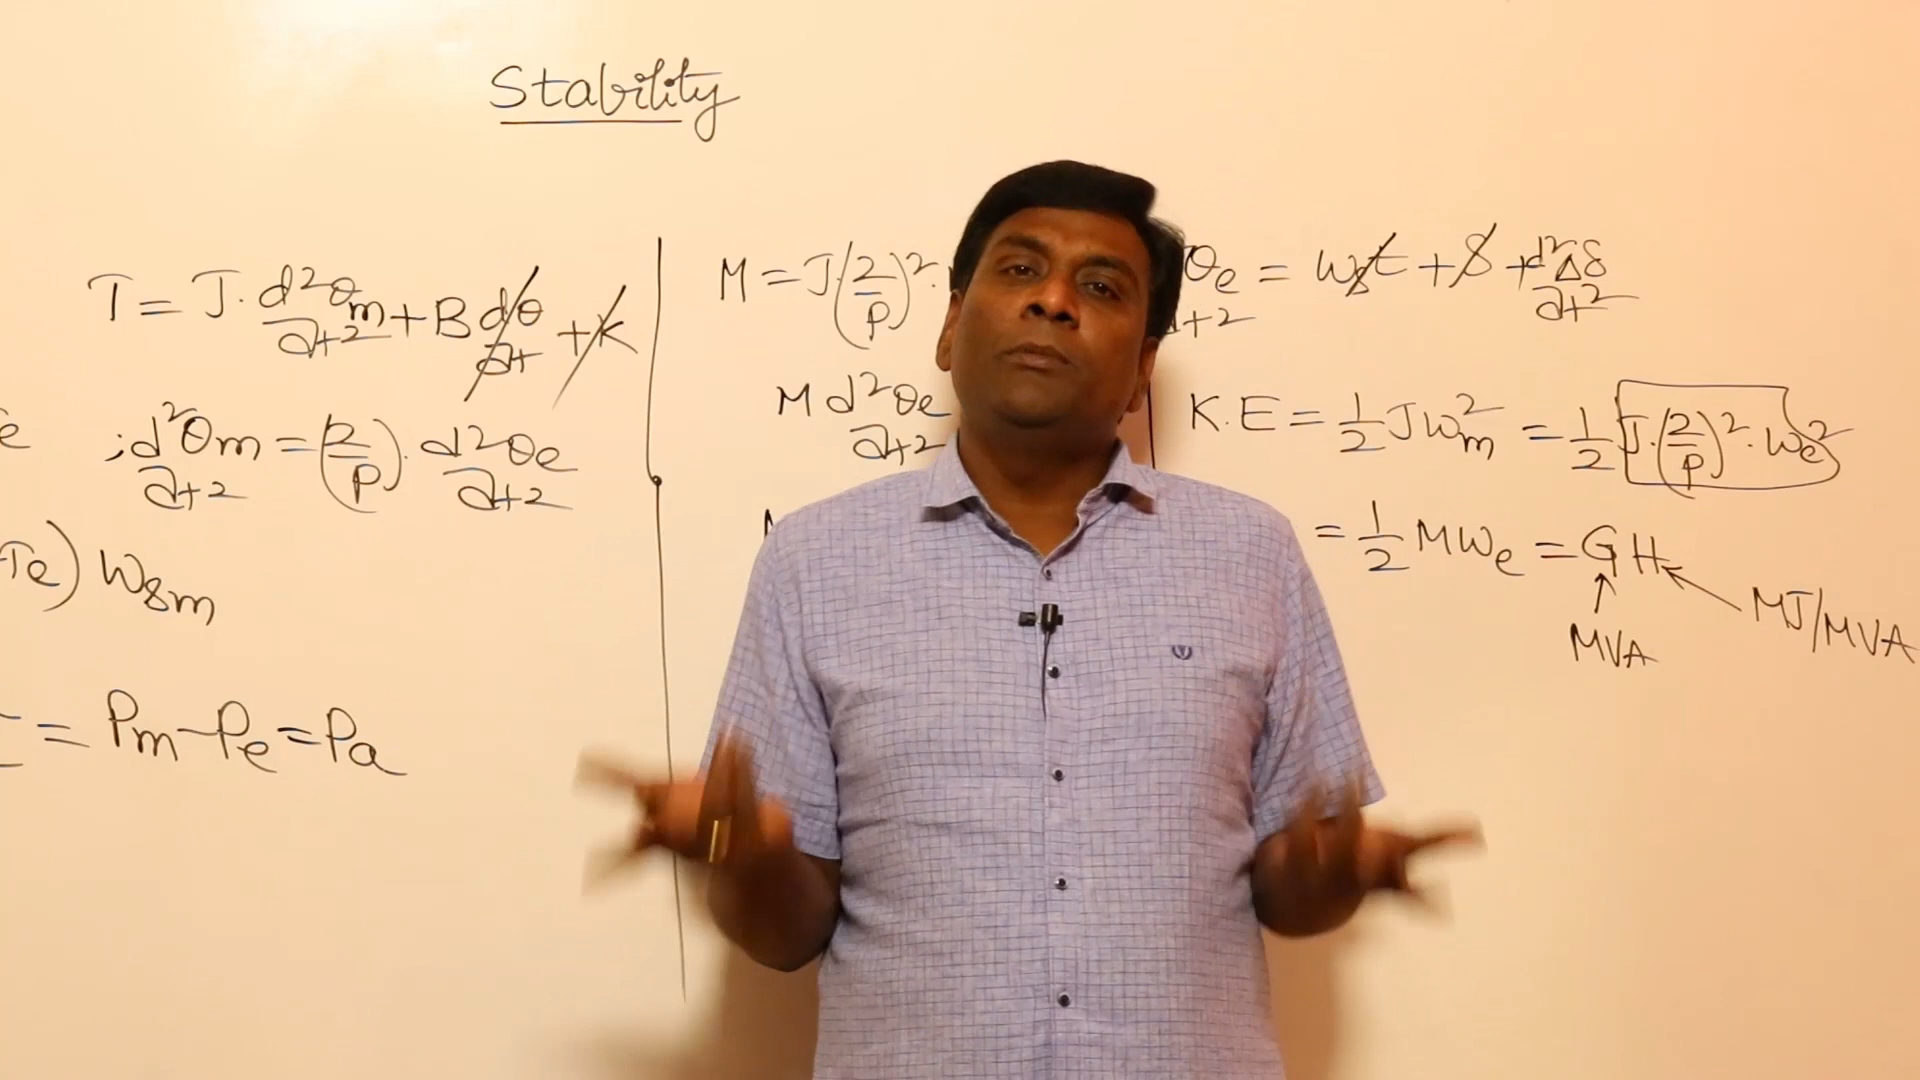 Stability
T = J. d²θm/dt² + B dθ/dt + K
; d²θm/dt² = (2/P). d²θe/dt²
Te) ωsm
= Pm - Pe = Pa
M = J.(2/P)².
M d²θe/dt²
θe/dt² = ωst + δ + d²Δδ/dt²
K.E = 1/2 Jωm² = 1/2 J.(2/P)². ωe²
= 1/2 Mωe = GH
MVA
MJ/MVA